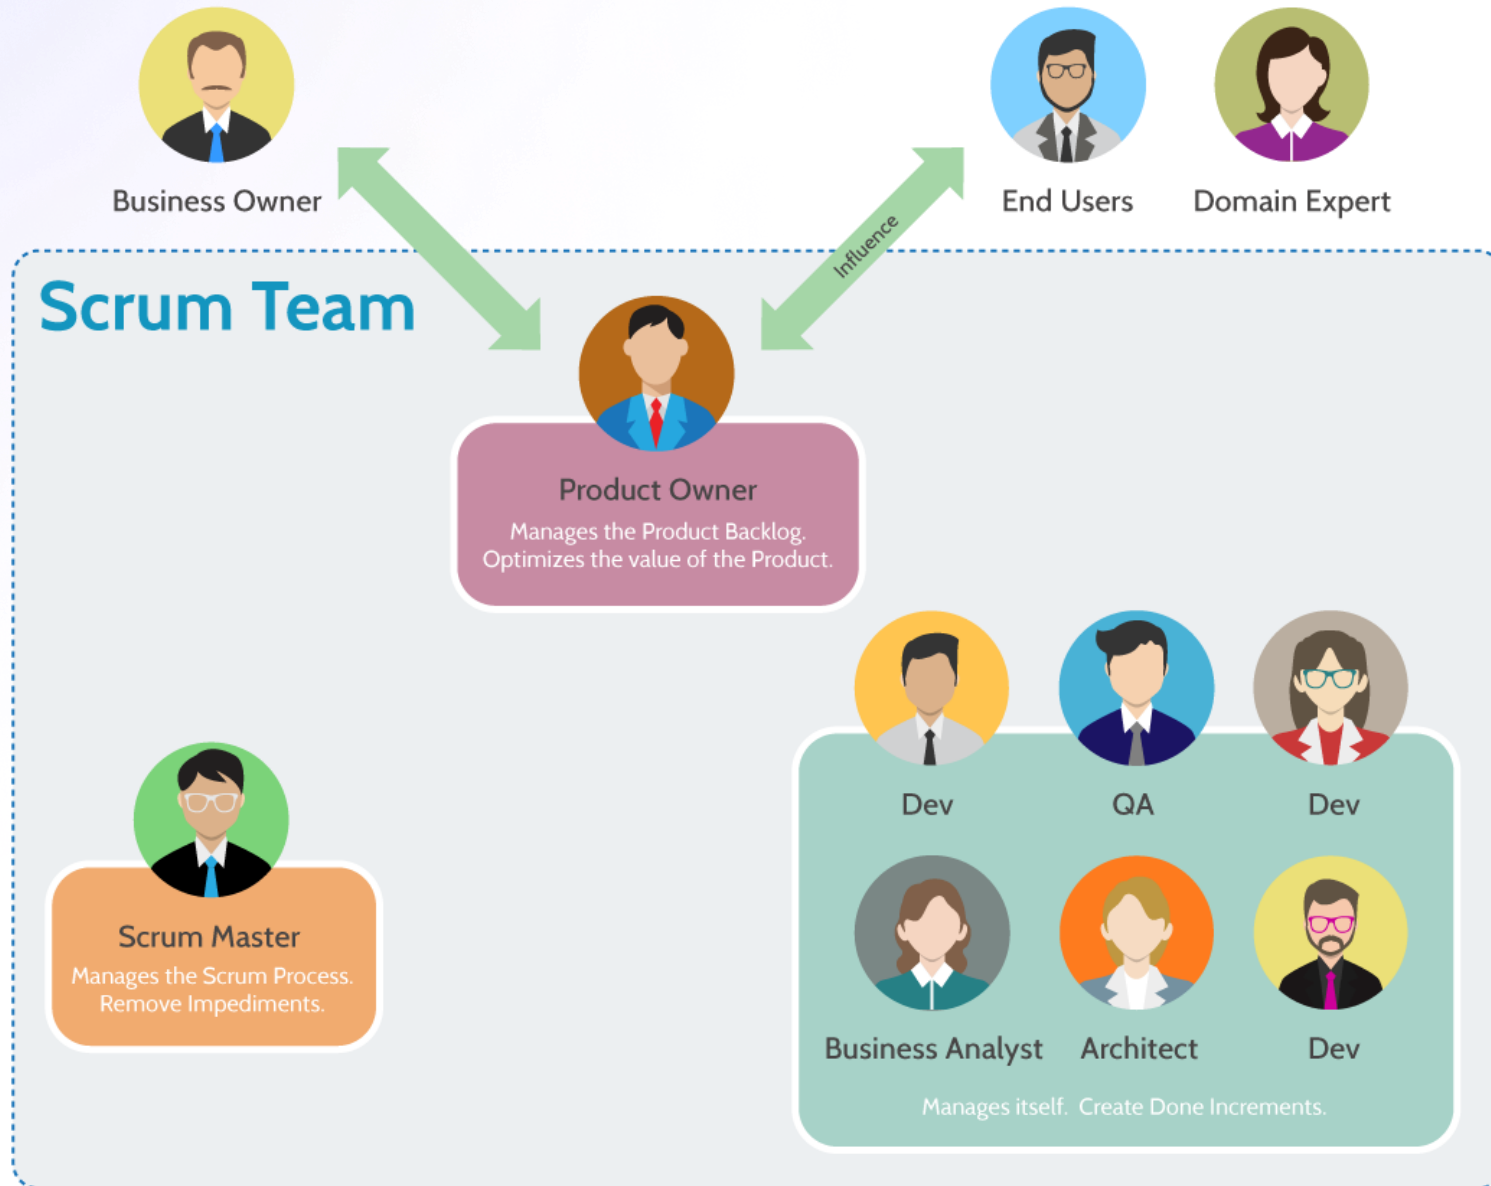 Business Owner
End Users
Domain Expert
Influence
Scrum Team
Product Owner
Manages the Product Backlog.
Optimizes the value of the Product.
Dev
QA
Dev
Scrum Master
Manages the Scrum Process.
Remove Impediments.
Business Analyst
Architect
Dev
Manages itself. Create Done Increments.